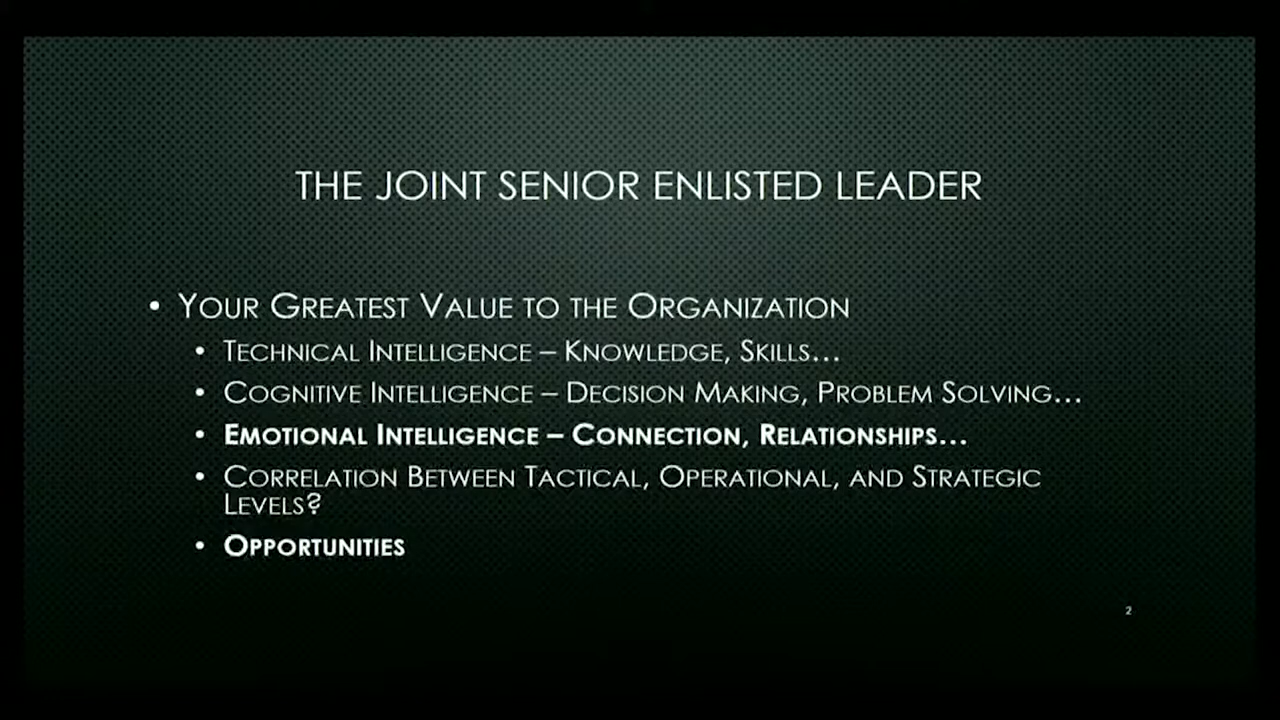 THE JOINT SENIOR ENLISTED LEADER
• YOUR GREATEST VALUE TO THE ORGANIZATION
• TECHNICAL INTELLIGENCE – KNOWLEDGE, SKILLS…
• COGNITIVE INTELLIGENCE – DECISION MAKING, PROBLEM SOLVING…
• EMOTIONAL INTELLIGENCE – CONNECTION, RELATIONSHIPS…
• CORRELATION BETWEEN TACTICAL, OPERATIONAL, AND STRATEGIC
LEVELS?
• OPPORTUNITIES
2